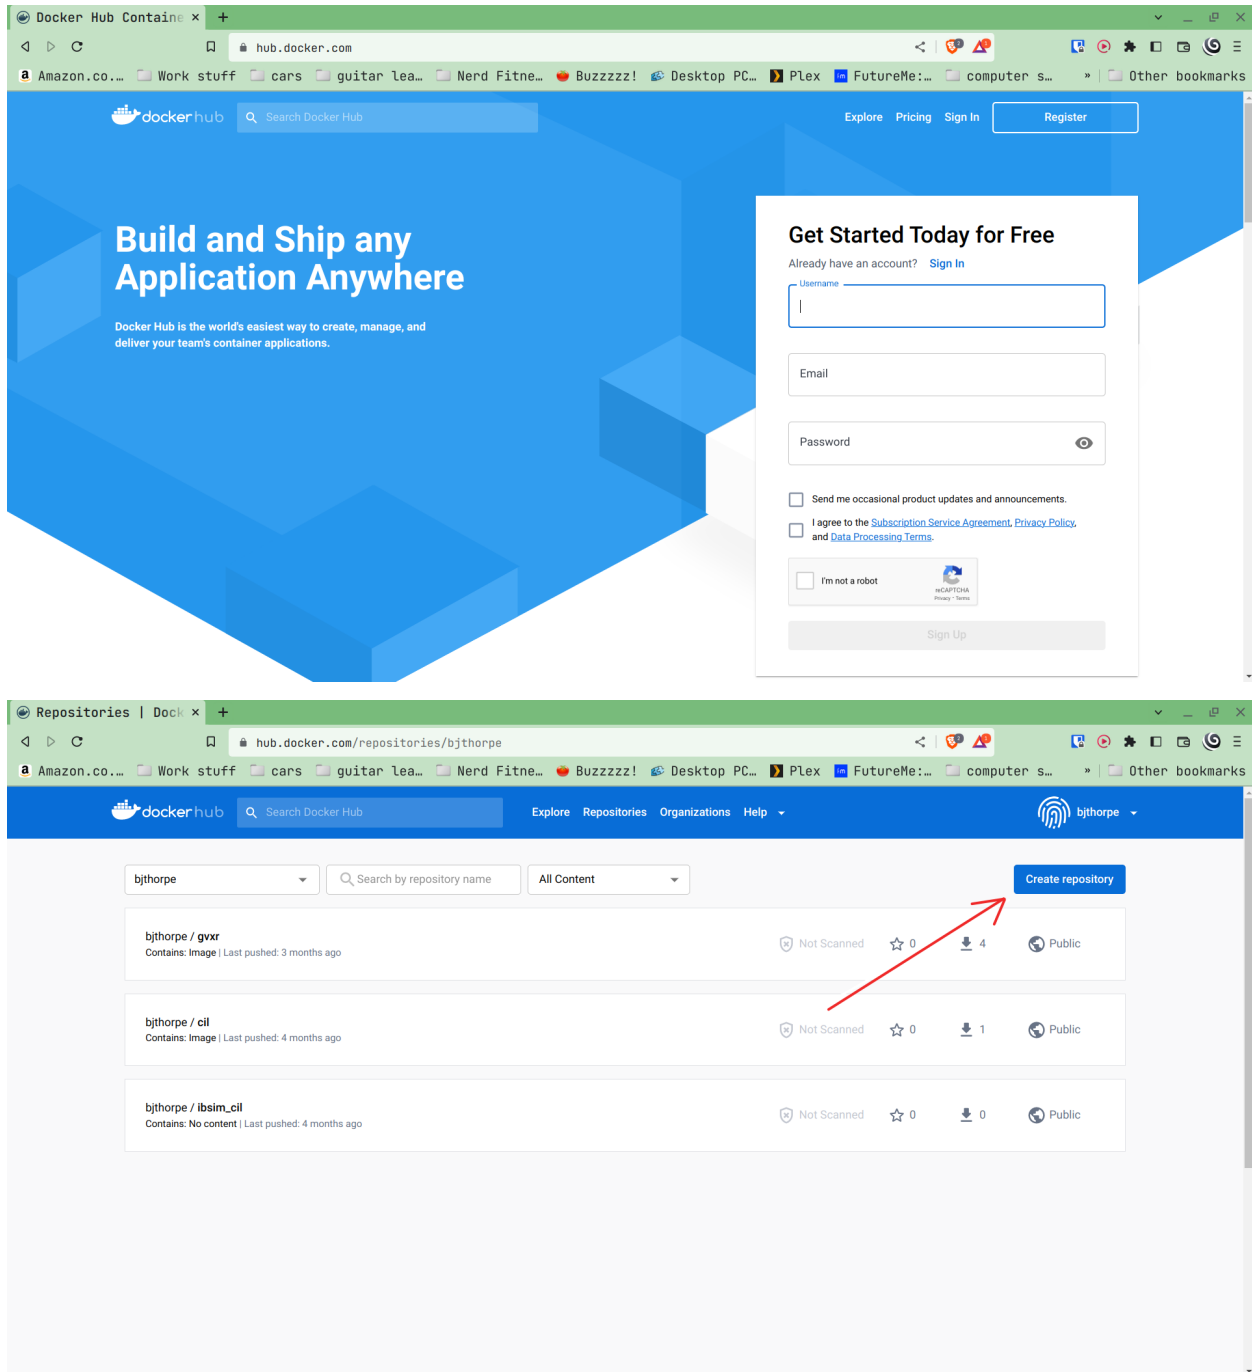 Docker Hub Containe × +
hub.docker.com
Amazon.co.… Work stuff cars guitar lea… Nerd Fitne… Buzzzzz! Desktop PC… Plex FutureMe:… computer s… » Other bookmarks
dockerhub Search Docker Hub Explore Pricing Sign In Register
Build and Ship any
Application Anywhere
Docker Hub is the world's easiest way to create, manage, and
deliver your team's container applications.
Get Started Today for Free
Already have an account? Sign In
Username
Email
Password
Send me occasional product updates and announcements.
I agree to the Subscription Service Agreement, Privacy Policy,
and Data Processing Terms.
I'm not a robot
reCAPTCHA
Privacy - Terms
Sign Up
Repositories | Dock × +
hub.docker.com/repositories/bjthorpe
Amazon.co.… Work stuff cars guitar lea… Nerd Fitne… Buzzzzz! Desktop PC… Plex FutureMe:… computer s… » Other bookmarks
dockerhub Search Docker Hub Explore Repositories Organizations Help bjthorpe
bjthorpe Search by repository name All Content Create repository
bjthorpe / gvxr
Contains: Image | Last pushed: 3 months ago
Not Scanned 0 4 Public
bjthorpe / cil
Contains: Image | Last pushed: 4 months ago
Not Scanned 0 1 Public
bjthorpe / ibsim_cil
Contains: No content | Last pushed: 4 months ago
Not Scanned 0 0 Public